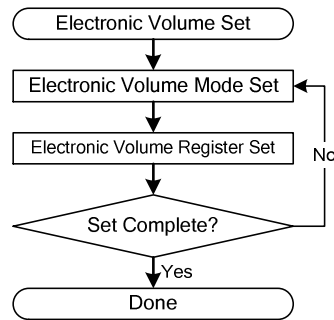 Electronic Volume Set
Electronic Volume Mode Set
Electronic Volume Register Set
No
Set Complete?
Yes
Done